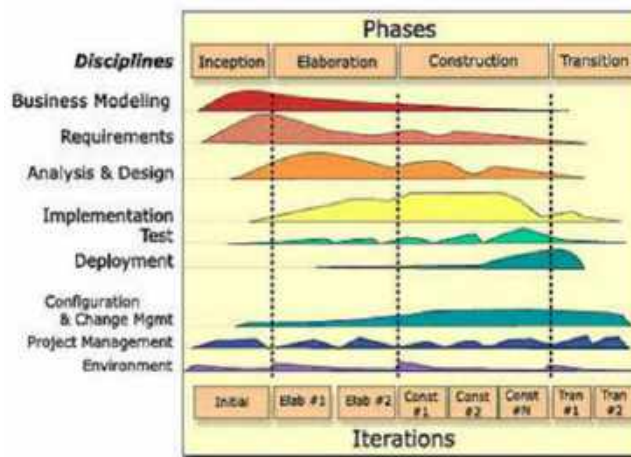 Phases
Disciplines
Inception
Elaboration
Construction
Transition
Business Modeling
Requirements
Analysis & Design
Implementation
Test
Deployment
Configuration
& Change Mgmt
Project Management
Environment
Initial
Elab #1
Elab #2
Const
#1
Const
#2
Const
#N
Tran
#1
Tran
#2
Iterations